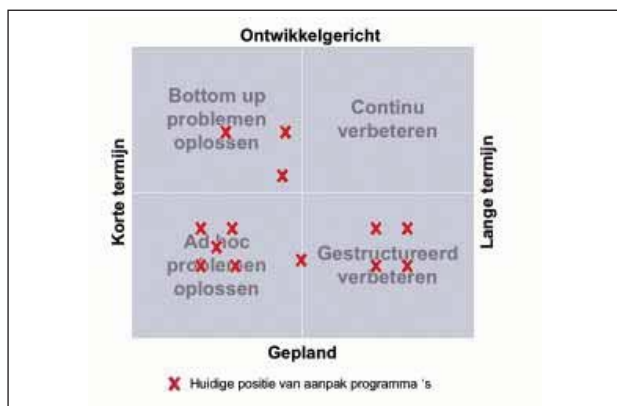 Ontwikkelgericht
Korte termijn
Bottom up
problemen
oplossen
Continu
verbeteren
Lange termijn
Ad hoc
problemen
oplossen
Gestructureerd
verbeteren
Gepland
Huidige positie van aanpak programma 's